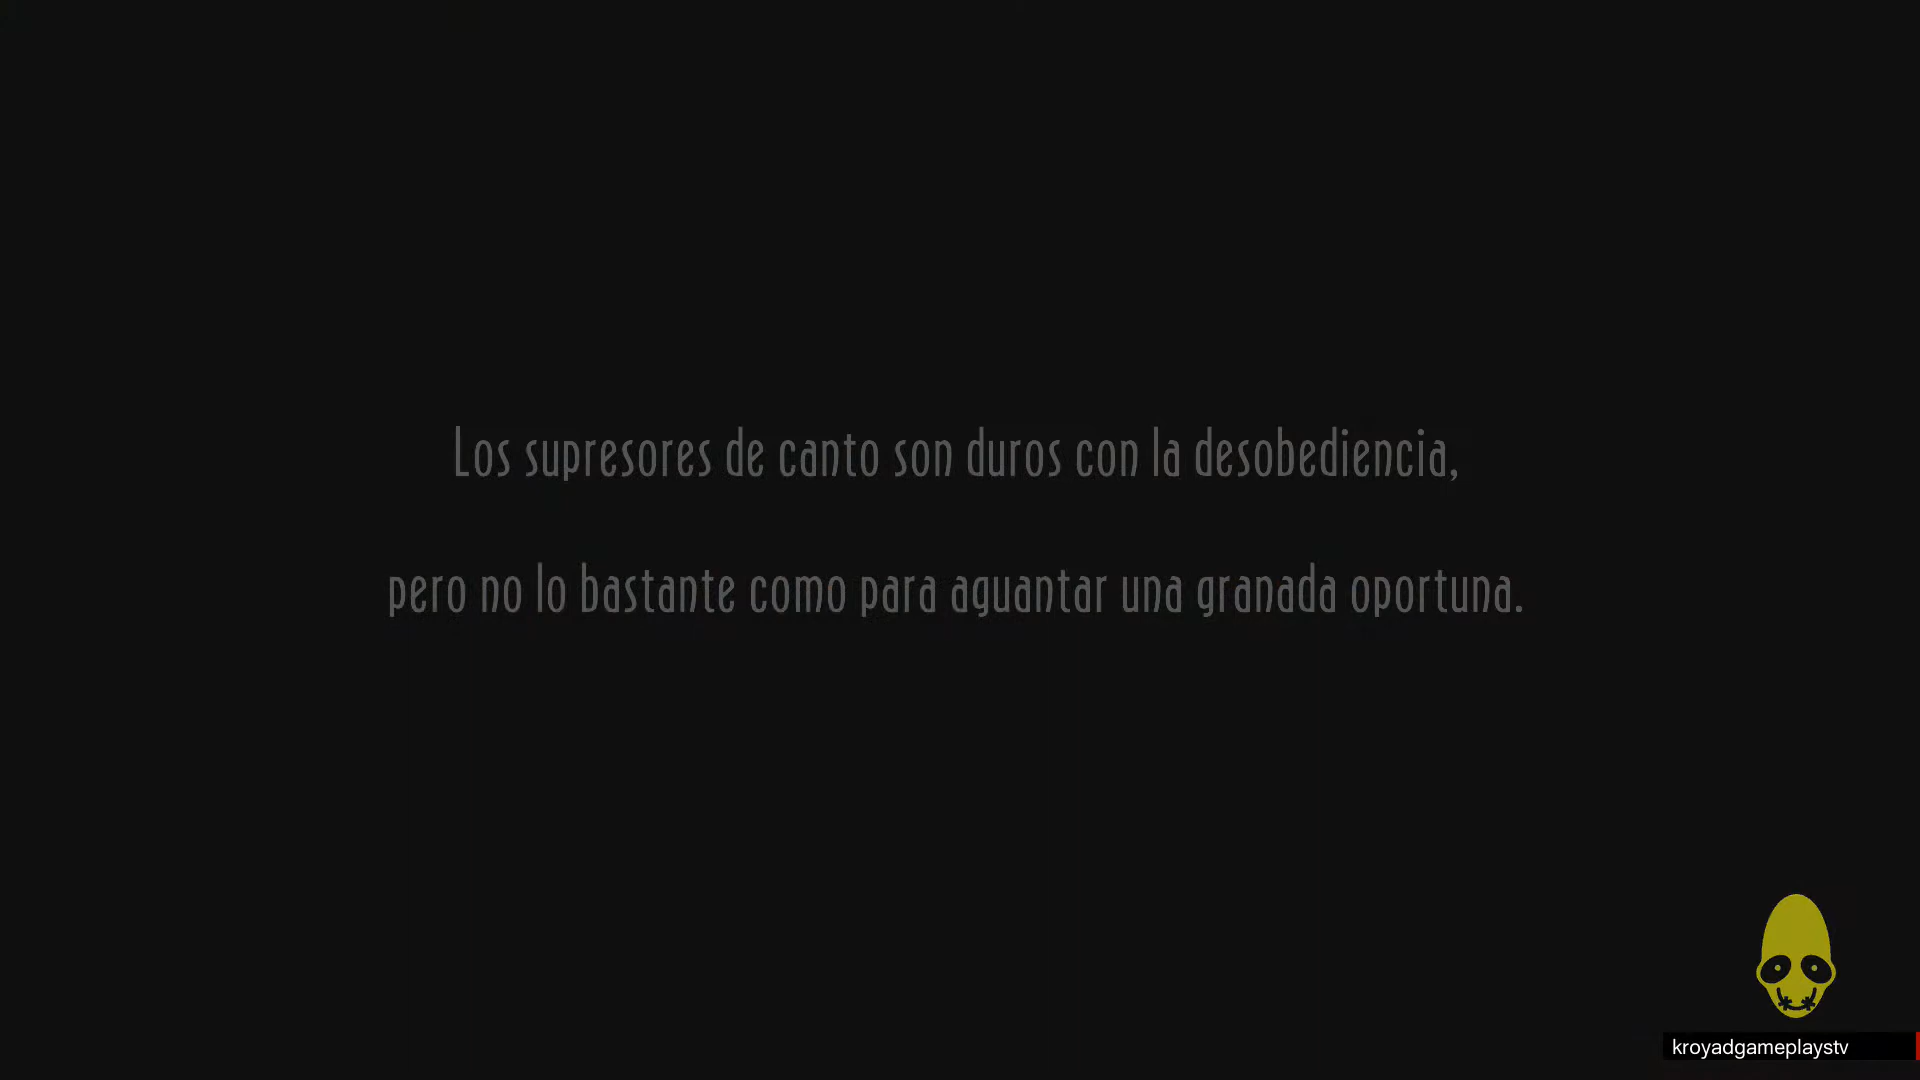 Los supresores de canto son duros con la desobediencia,
pero no lo bastante como para aguantar una granada oportuna.
kroyadgameplaystv